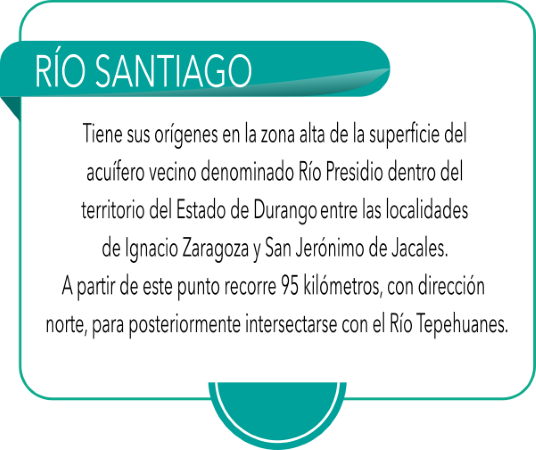 RÍO SANTIAGO
Tiene sus orígenes en la zona alta de la superficie del
acuífero vecino denominado Río Presidio dentro del
territorio del Estado de Durango entre las localidades
de Ignacio Zaragoza y San Jerónimo de Jacales.
A partir de este punto recorre 95 kilómetros, con dirección
norte, para posteriormente intersectarse con el Río Tepehuanes.